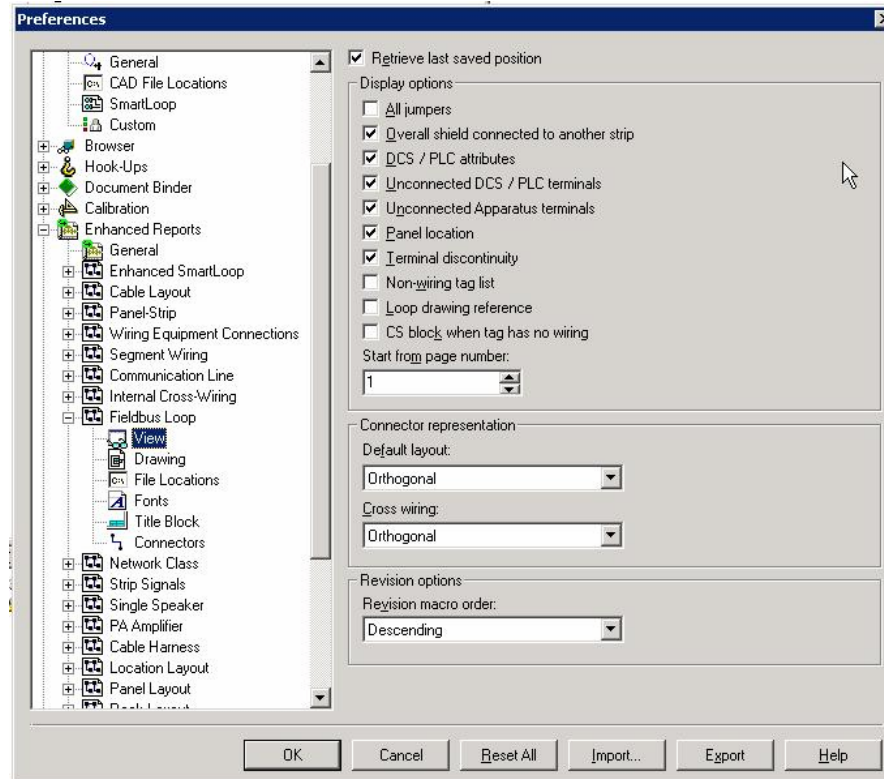 Preferences
General
CAD File Locations
SmartLoop
Custom
Browser
Hook-Ups
Document Binder
Calibration
Enhanced Reports
General
Enhanced SmartLoop
Cable Layout
Panel-Strip
Wiring Equipment Connections
Segment Wiring
Communication Line
Internal Cross-Wiring
Fieldbus Loop
View
Drawing
File Locations
Fonts
Title Block
Connectors
Network Class
Strip Signals
Single Speaker
PA Amplifier
Cable Harness
Location Layout
Panel Layout
Retrieve last saved position
Display options
All jumpers
Overall shield connected to another strip
DCS / PLC attributes
Unconnected DCS / PLC terminals
Unconnected Apparatus terminals
Panel location
Terminal discontinuity
Non-wiring tag list
Loop drawing reference
CS block when tag has no wiring
Start from page number:
1
Connector representation
Default layout:
Orthogonal
Cross wiring:
Orthogonal
Revision options
Revision macro order:
Descending
OK
Cancel
Reset All
Import...
Export
Help